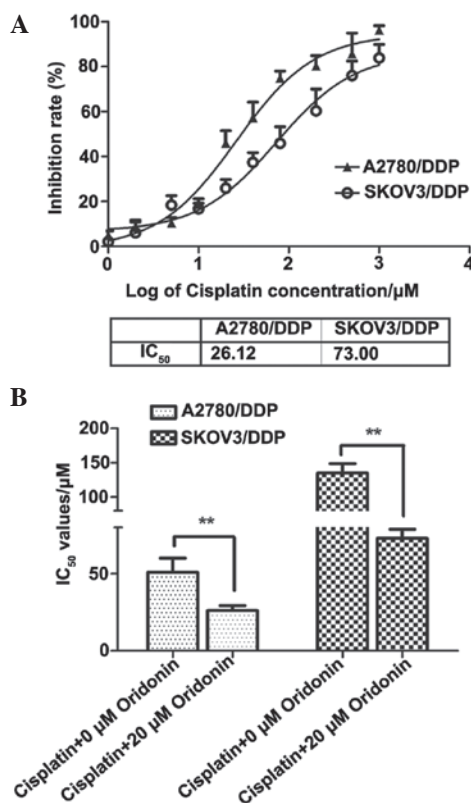 A
Inhibition rate (%)
100
80
60
40
20
0
A2780/DDP
SKOV3/DDP
0 1 2 3 4
Log of Cisplatin concentration/µM
A2780/DDP SKOV3/DDP
IC50 26.12 73.00
B
A2780/DDP
SKOV3/DDP
IC50 values/µM
200
150
100
50
0
**
**
Cisplatin+0 µM Oridonin
Cisplatin+20 µM Oridonin
Cisplatin+0 µM Oridonin
Cisplatin+20 µM Oridonin